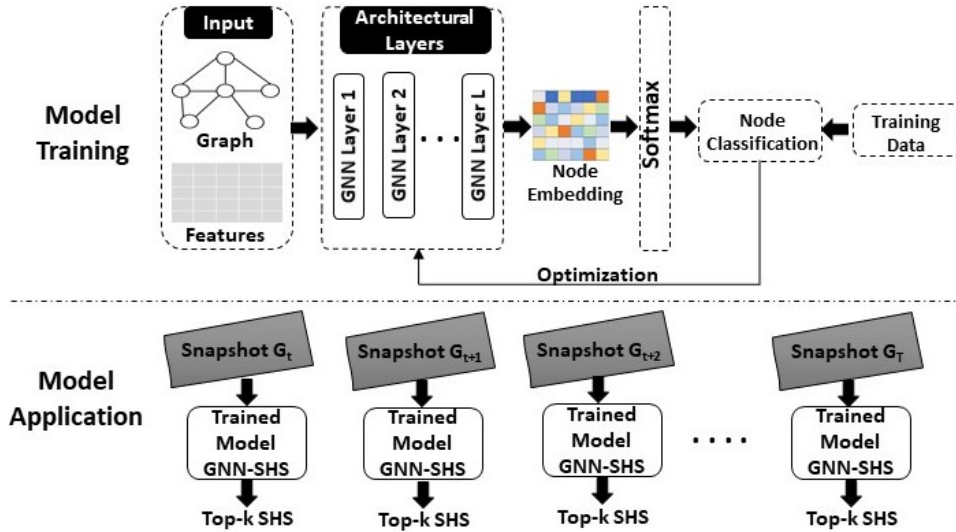 Input
Graph
Features
Model
Training
Architectural
Layers
GNN Layer 1
GNN Layer 2
. . .
GNN Layer L
Node
Embedding
Softmax
Node
Classification
Training
Data
Optimization
Model
Application
Snapshot Gt
Snapshot Gt+1
Snapshot Gt+2
Snapshot GT
Trained
Model
GNN-SHS
Trained
Model
GNN-SHS
Trained
Model
GNN-SHS
. . . .
Trained
Model
GNN-SHS
Top-k SHS
Top-k SHS
Top-k SHS
Top-k SHS